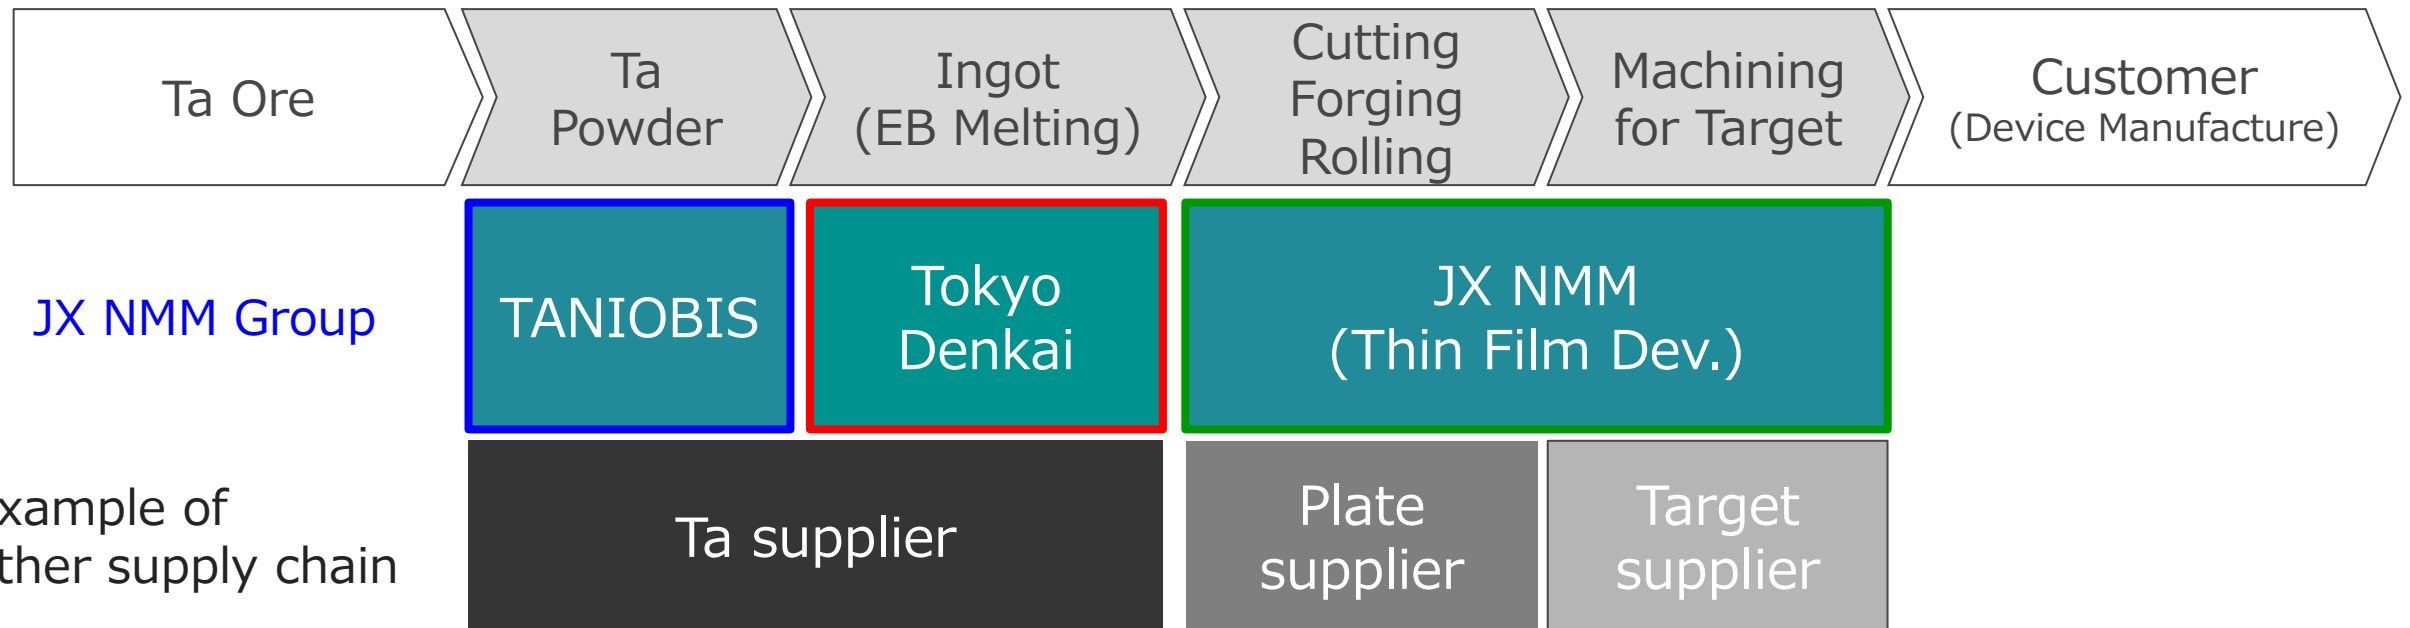 Ta Ore
Ta
Powder
Ingot
(EB Melting)
Cutting
Forging
Rolling
Machining
for Target
Customer
(Device Manufacture)
JX NMM Group
TANIOBIS
Tokyo
Denkai
JX NMM
(Thin Film Dev.)
xample of
ther supply chain
Ta supplier
Plate
supplier
Target
supplier